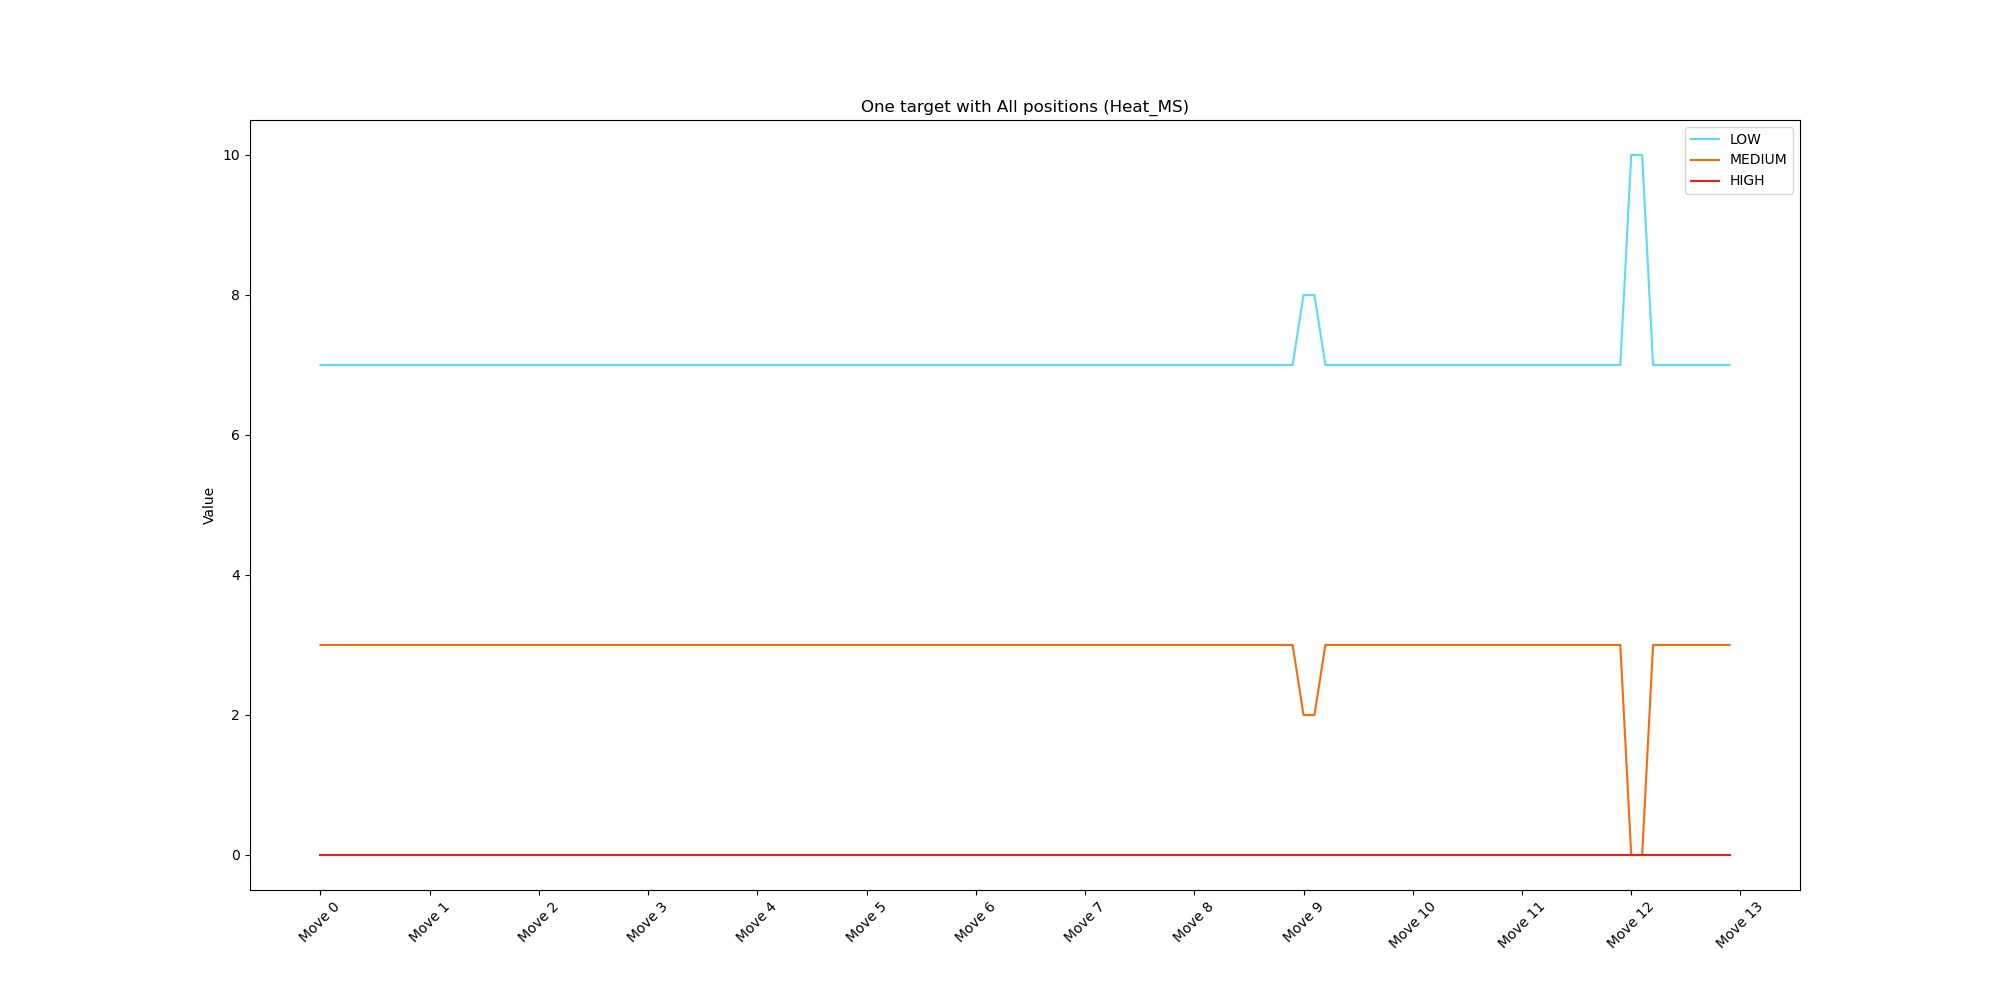 One target with All positions (Heat_MS)
LOW
MEDIUM
HIGH
10
8
6
4
2
0
Value
Move 0
Move 1
Move 2
Move 3
Move 4
Move 5
Move 6
Move 7
Move 8
Move 9
Move 10
Move 11
Move 12
Move 13